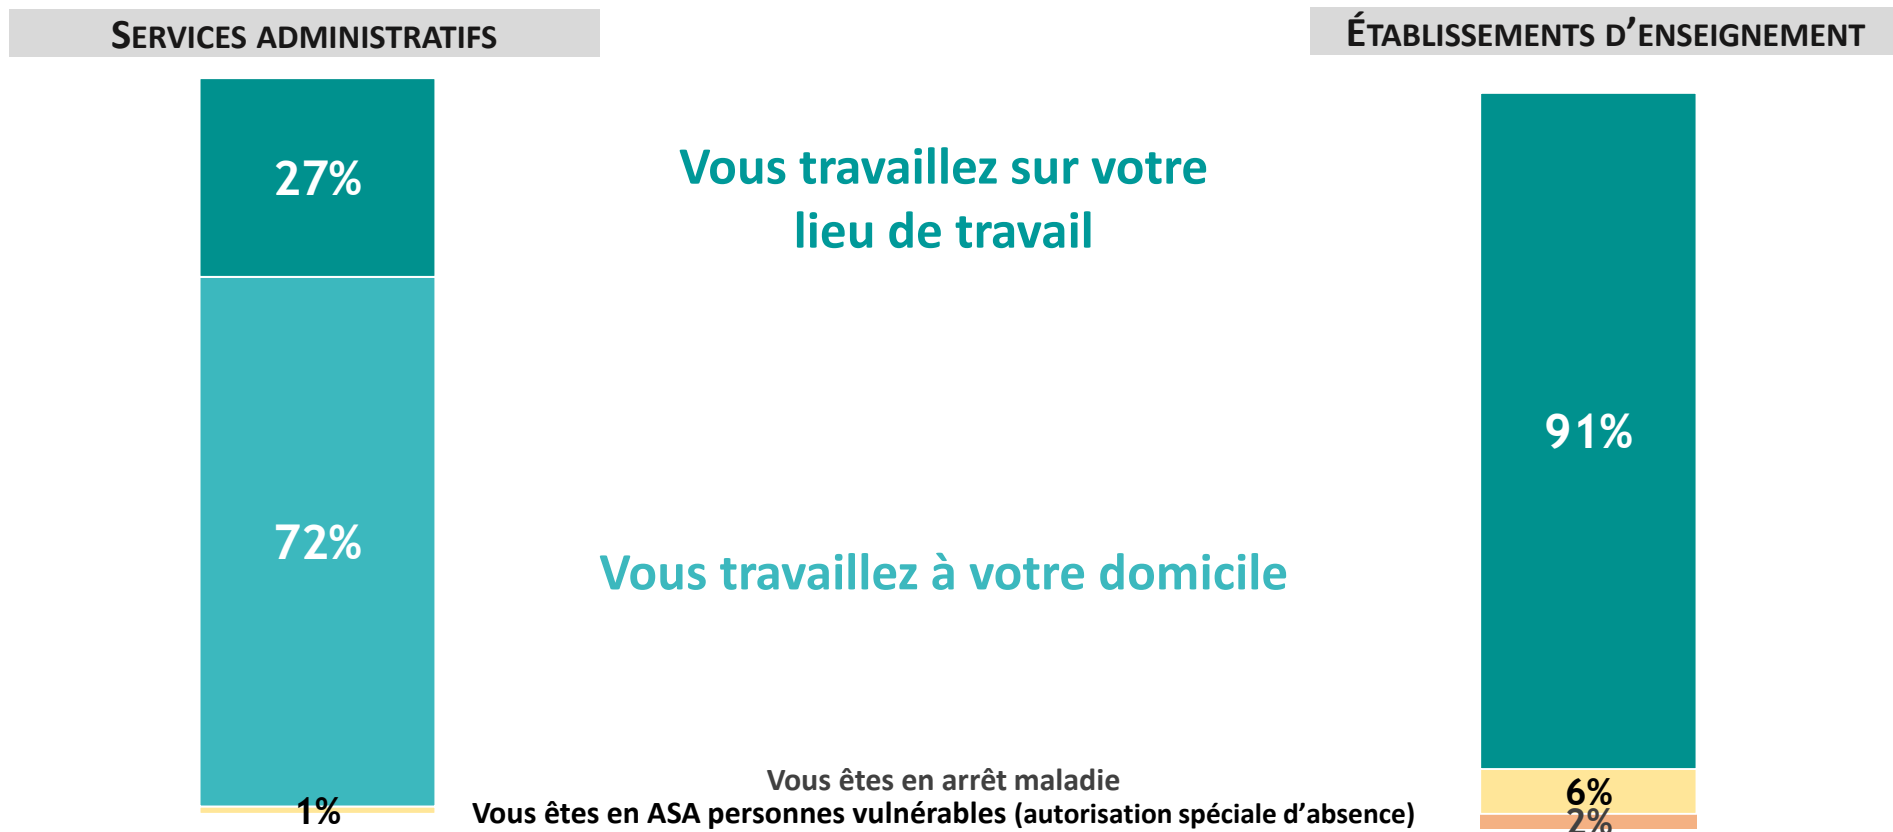 SERVICES ADMINISTRATIFS
ÉTABLISSEMENTS D’ENSEIGNEMENT
27%
Vous travaillez sur votre
lieu de travail
91%
72%
Vous travaillez à votre domicile
Vous êtes en arrêt maladie
6%
1%
Vous êtes en ASA personnes vulnérables (autorisation spéciale d’absence)
2%